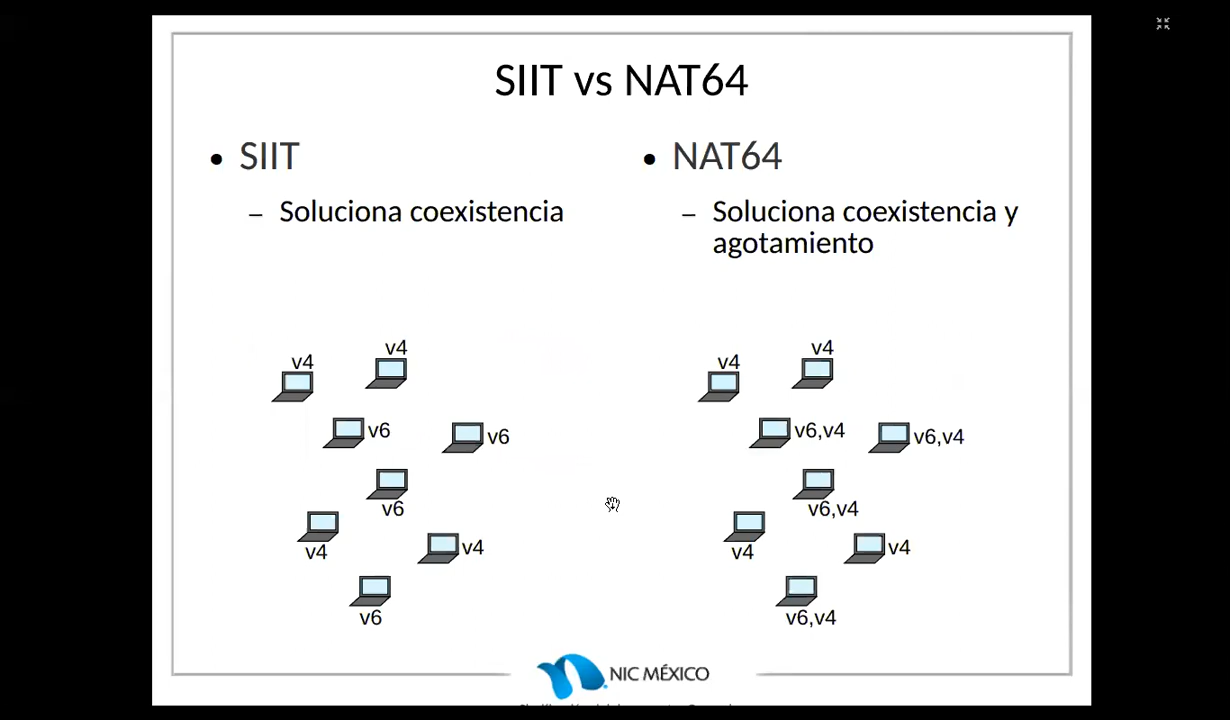 SIIT vs NAT64
• SIIT
– Soluciona coexistencia
• NAT64
– Soluciona coexistencia y
agotamiento
v4
v4
v6
v6
v6
v4
v4
v6
v4
v4
v6,v4
v6,v4
v6,v4
v4
v4
v6,v4
NIC MÉXICO